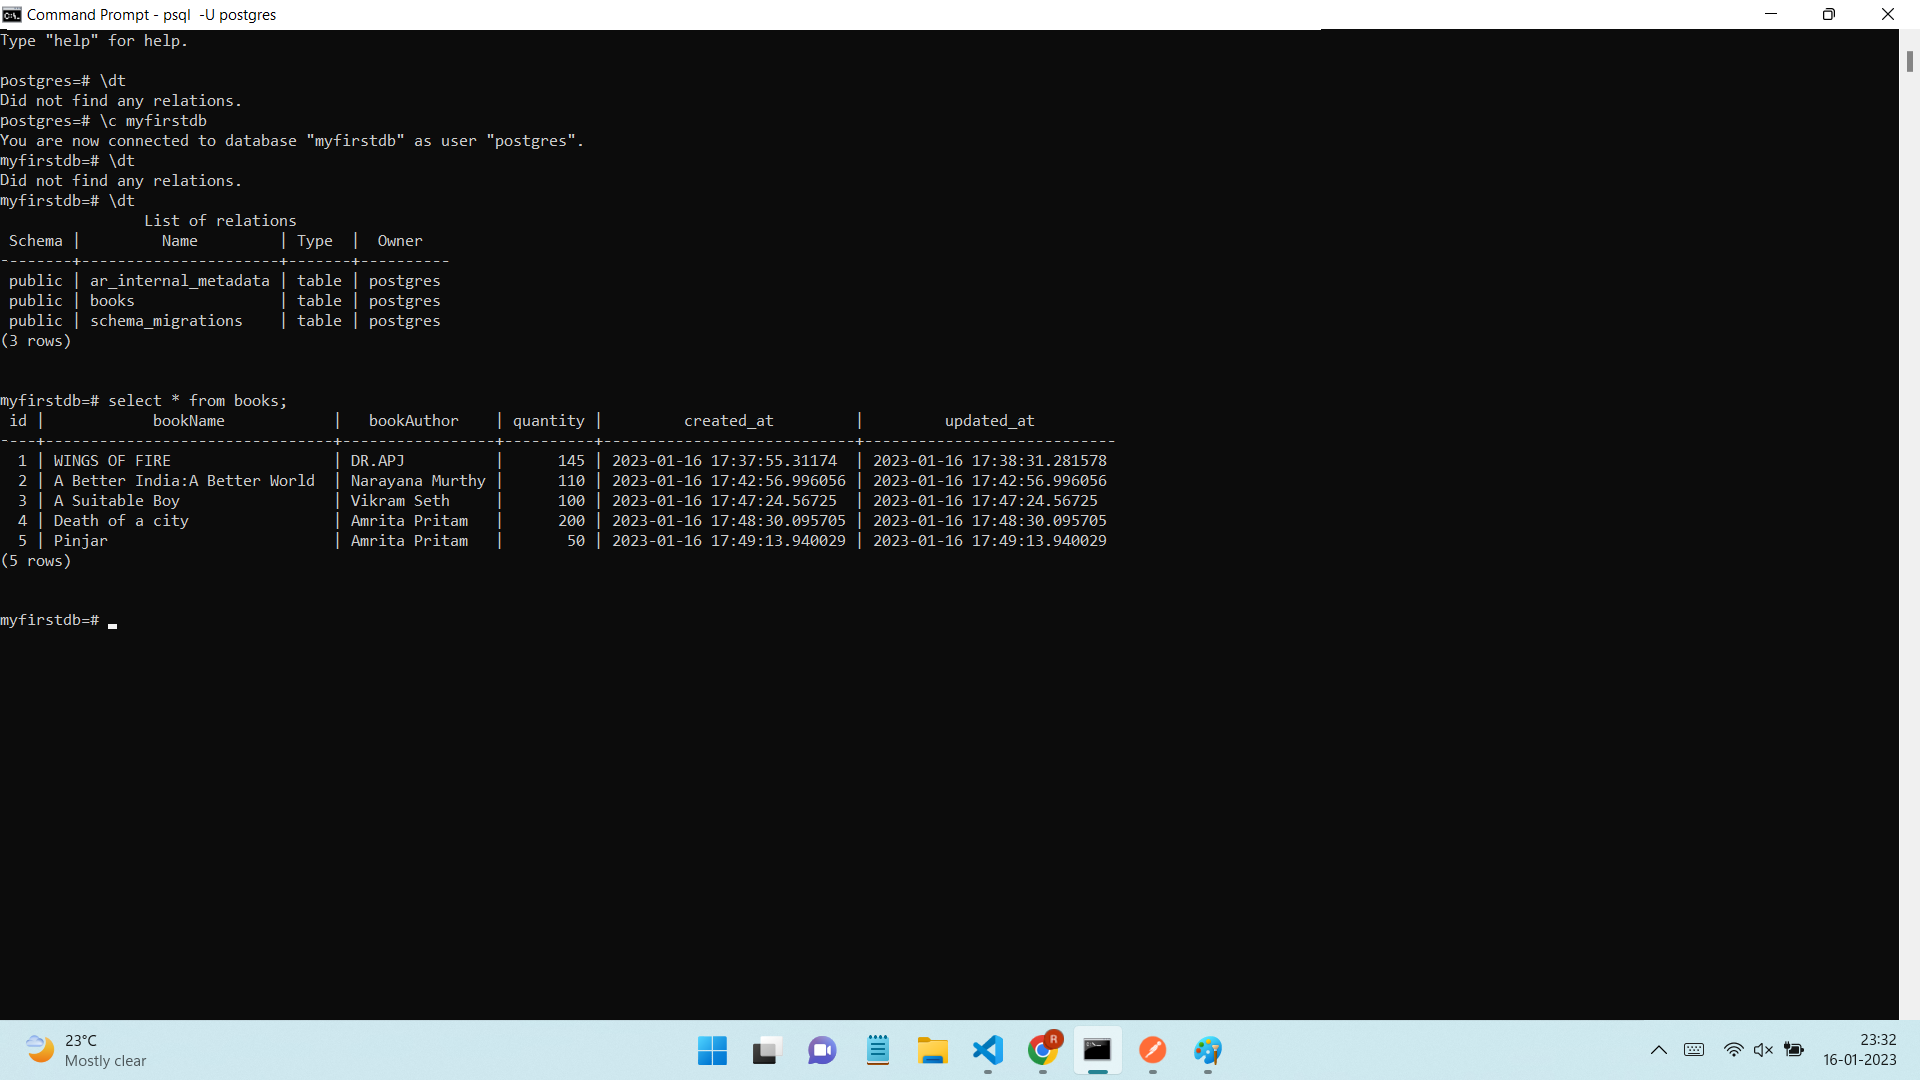 Command Prompt - psql  -U postgres
Type "help" for help.
postgres=# \dt
Did not find any relations.
postgres=# \c myfirstdb
You are now connected to database "myfirstdb" as user "postgres".
myfirstdb=# \dt
Did not find any relations.
myfirstdb=# \dt
                List of relations
 Schema |         Name         | Type  |  Owner
--------+----------------------+-------+----------
 public | ar_internal_metadata | table | postgres
 public | books                | table | postgres
 public | schema_migrations    | table | postgres
(3 rows)
myfirstdb=# select * from books;
 id |            bookName            |   bookAuthor    | quantity |         created_at         |         updated_at
----+--------------------------------+-----------------+----------+----------------------------+----------------------------
  1 | WINGS OF FIRE                  | DR.APJ          |      145 | 2023-01-16 17:37:55.31174  | 2023-01-16 17:38:31.281578
  2 | A Better India:A Better World  | Narayana Murthy |      110 | 2023-01-16 17:42:56.996056 | 2023-01-16 17:42:56.996056
  3 | A Suitable Boy                 | Vikram Seth     |      100 | 2023-01-16 17:47:24.56725  | 2023-01-16 17:47:24.56725
  4 | Death of a city                | Amrita Pritam   |      200 | 2023-01-16 17:48:30.095705 | 2023-01-16 17:48:30.095705
  5 | Pinjar                         | Amrita Pritam   |       50 | 2023-01-16 17:49:13.940029 | 2023-01-16 17:49:13.940029
(5 rows)
myfirstdb=#
23°C
Mostly clear
R
23:32
16-01-2023